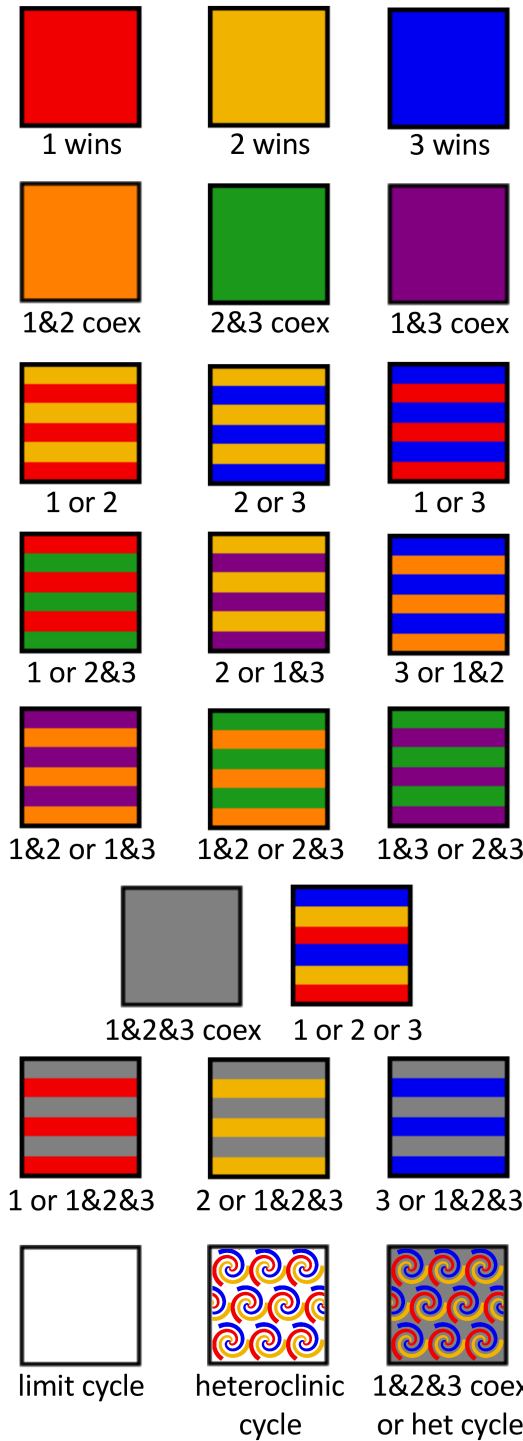 1 wins 2 wins 3 wins
1&2 coex 2&3 coex 1&3 coex
1 or 2 2 or 3 1 or 3
1 or 2&3 2 or 1&3 3 or 1&2
1&2 or 1&3 1&2 or 2&3 1&3 or 2&3
1&2&3 coex 1 or 2 or 3
1 or 1&2&3 2 or 1&2&3 3 or 1&2&3
limit cycle heteroclinic 1&2&3 coex
cycle or het cycle